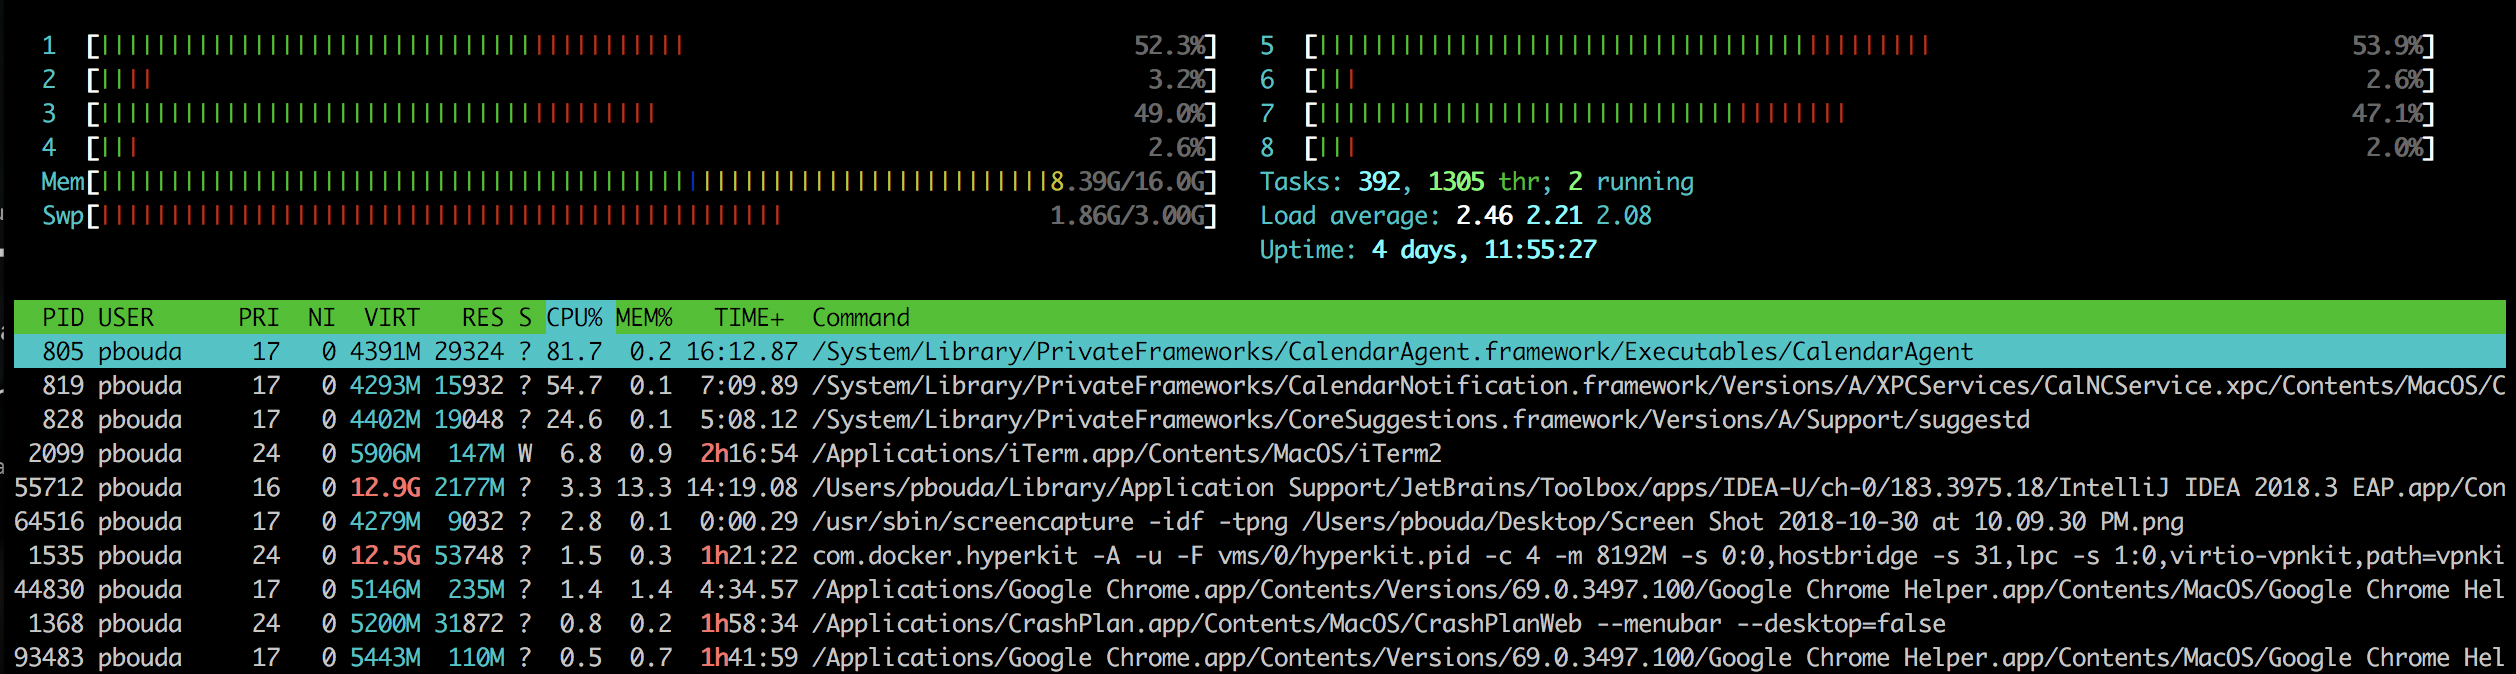 1 [52.3%] 5 [53.9%]
2 [3.2%] 6 [2.6%]
3 [49.0%] 7 [47.1%]
4 [2.6%] 8 [2.0%]
Mem[8.39G/16.0G] Tasks: 392, 1305 thr; 2 running
Swp[1.86G/3.00G] Load average: 2.46 2.21 2.08
Uptime: 4 days, 11:55:27
PID USER PRI NI VIRT RES S CPU% MEM% TIME+ Command
805 pbouda 17 0 4391M 29324 ? 81.7 0.2 16:12.87 /System/Library/PrivateFrameworks/CalendarAgent.framework/Executables/CalendarAgent
819 pbouda 17 0 4293M 15932 ? 54.7 0.1 7:09.89 /System/Library/PrivateFrameworks/CalendarNotification.framework/Versions/A/XPCServices/CalNCService.xpc/Contents/MacOS/C
828 pbouda 17 0 4402M 19048 ? 24.6 0.1 5:08.12 /System/Library/PrivateFrameworks/CoreSuggestions.framework/Versions/A/Support/suggestd
2099 pbouda 24 0 5906M 147M W 6.8 0.9 2h16:54 /Applications/iTerm.app/Contents/MacOS/iTerm2
55712 pbouda 16 0 12.9G 2177M ? 3.3 13.3 14:19.08 /Users/pbouda/Library/Application Support/JetBrains/Toolbox/apps/IDEA-U/ch-0/183.3975.18/IntelliJ IDEA 2018.3 EAP.app/Con
64516 pbouda 17 0 4279M 9032 ? 2.8 0.1 0:00.29 /usr/sbin/screencapture -idf -tpng /Users/pbouda/Desktop/Screen Shot 2018-10-30 at 10.09.30 PM.png
1535 pbouda 24 0 12.5G 53748 ? 1.5 0.3 1h21:22 com.docker.hyperkit -A -u -F vms/0/hyperkit.pid -c 4 -m 8192M -s 0:0,hostbridge -s 31,lpc -s 1:0,virtio-vpnkit,path=vpnki
44830 pbouda 17 0 5146M 235M ? 1.4 1.4 4:34.57 /Applications/Google Chrome.app/Contents/Versions/69.0.3497.100/Google Chrome Helper.app/Contents/MacOS/Google Chrome Hel
1368 pbouda 24 0 5200M 31872 ? 0.8 0.2 1h58:34 /Applications/CrashPlan.app/Contents/MacOS/CrashPlanWeb --menubar --desktop=false
93483 pbouda 17 0 5443M 110M ? 0.5 0.7 1h41:59 /Applications/Google Chrome.app/Contents/Versions/69.0.3497.100/Google Chrome Helper.app/Contents/MacOS/Google Chrome Hel